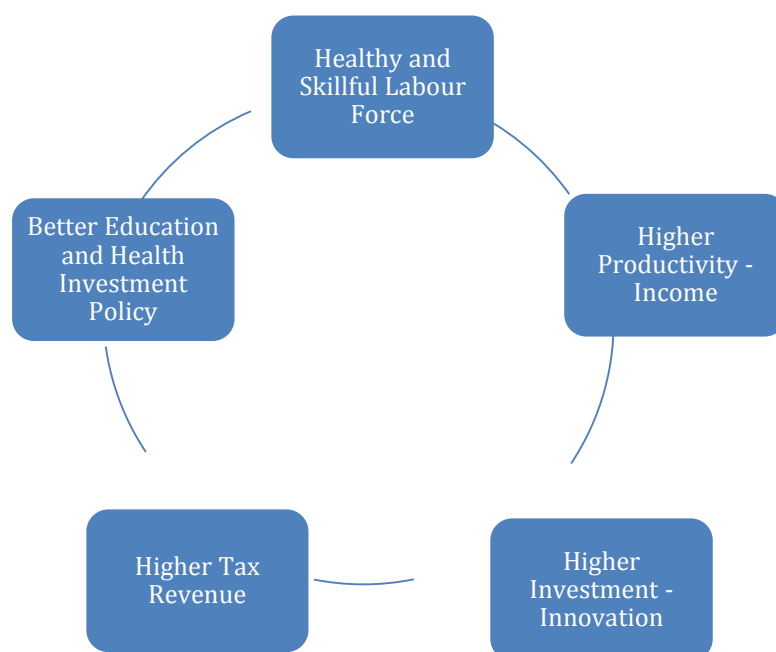 Healthy and
Skillful Labour
Force
Higher
Productivity -
Income
Higher
Investment -
Innovation
Higher Tax
Revenue
Better Education
and Health
Investment
Policy